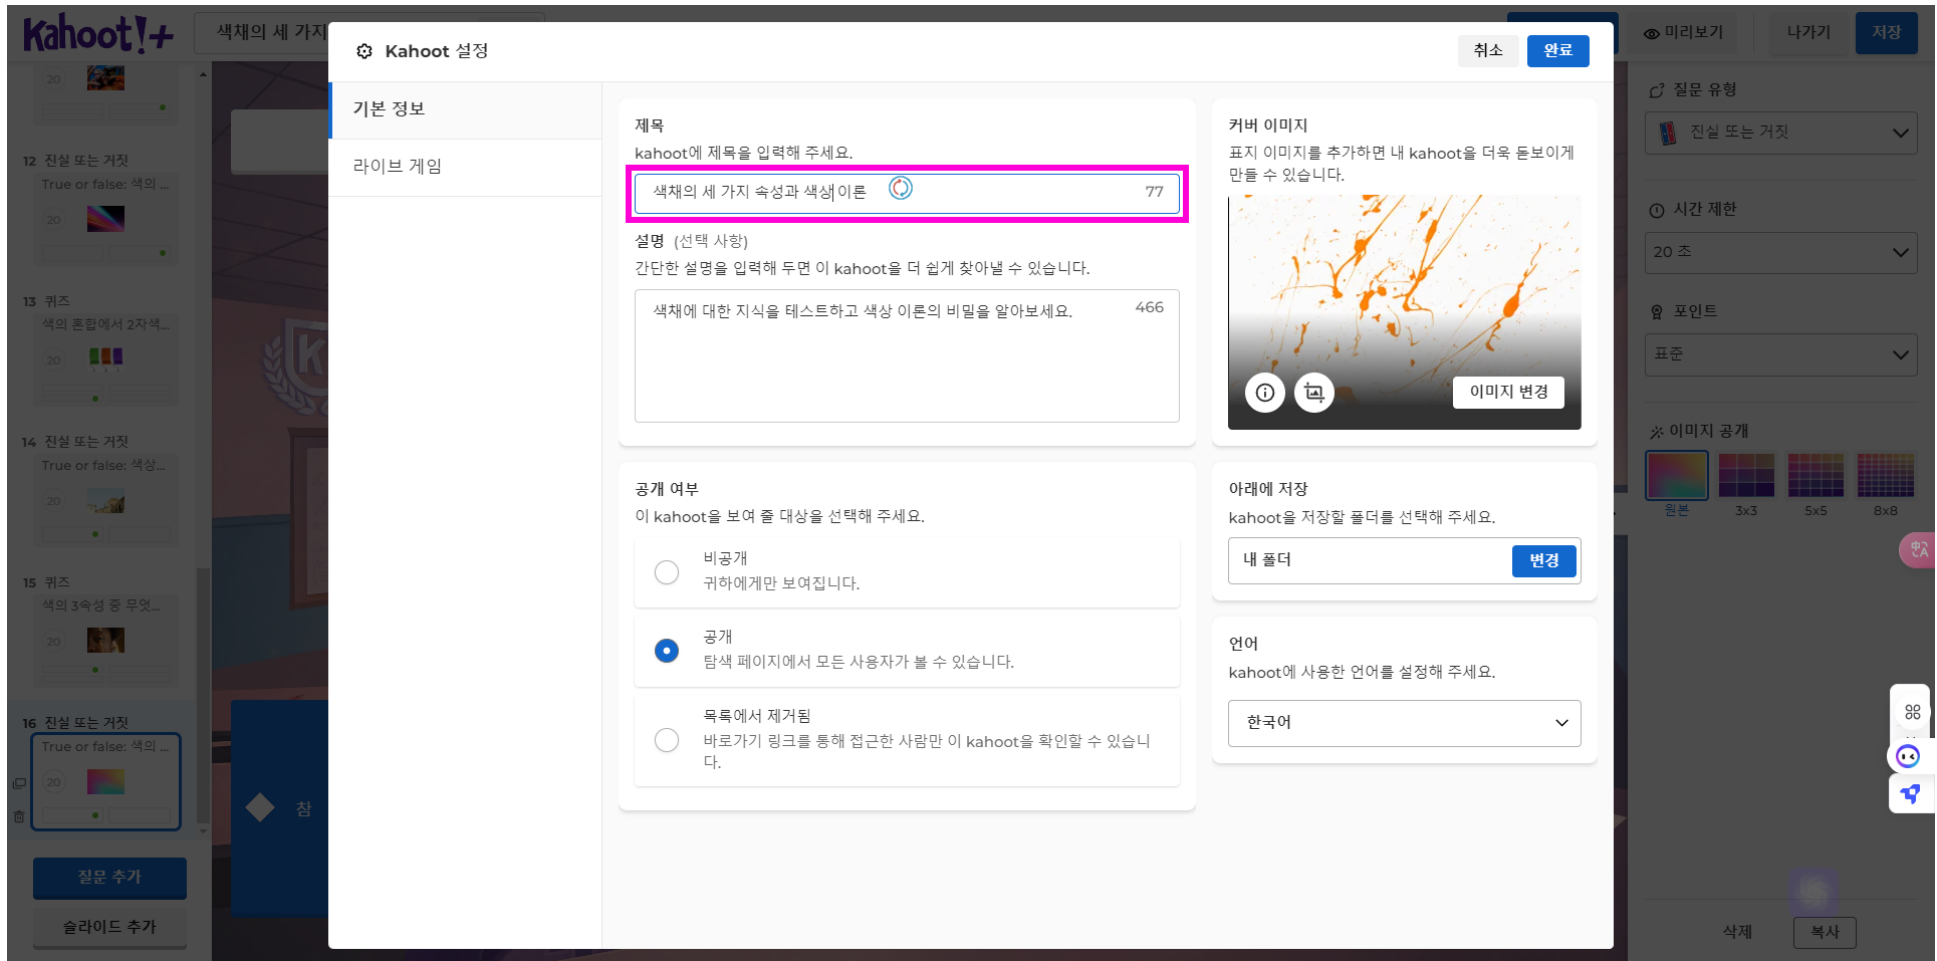 Kahoot!+
색채의 세 가지
미리보기
나가기
저장
20
12 진실 또는 거짓
True or false: 색의 ...
20
13 퀴즈
색의 혼합에서 2자색...
20
14 진실 또는 거짓
True or false: 색상...
20
15 퀴즈
색의 3속성 중 무엇...
20
16 진실 또는 거짓
True or false: 색의 ...
20
질문 추가
슬라이드 추가
K
참
Kahoot 설정
취소
완료
기본 정보
라이브 게임
제목
kahoot에 제목을 입력해 주세요.
색채의 세 가지 속성과 색상이론
77
설명 (선택 사항)
간단한 설명을 입력해 두면 이 kahoot을 더 쉽게 찾아낼 수 있습니다.
색채에 대한 지식을 테스트하고 색상 이론의 비밀을 알아보세요.
466
커버 이미지
표지 이미지를 추가하면 내 kahoot을 더욱 돋보이게
만들 수 있습니다.
이미지 변경
공개 여부
이 kahoot을 보여 줄 대상을 선택해 주세요.
비공개
귀하에게만 보여집니다.
공개
탐색 페이지에서 모든 사용자가 볼 수 있습니다.
목록에서 제거됨
바로가기 링크를 통해 접근한 사람만 이 kahoot을 확인할 수 있습니
다.
아래에 저장
kahoot을 저장할 폴더를 선택해 주세요.
내 폴더
변경
언어
kahoot에 사용한 언어를 설정해 주세요.
한국어
질문 유형
진실 또는 거짓
시간 제한
20 초
포인트
표준
이미지 공개
원본
3x3
5x5
8x8
삭제
복사